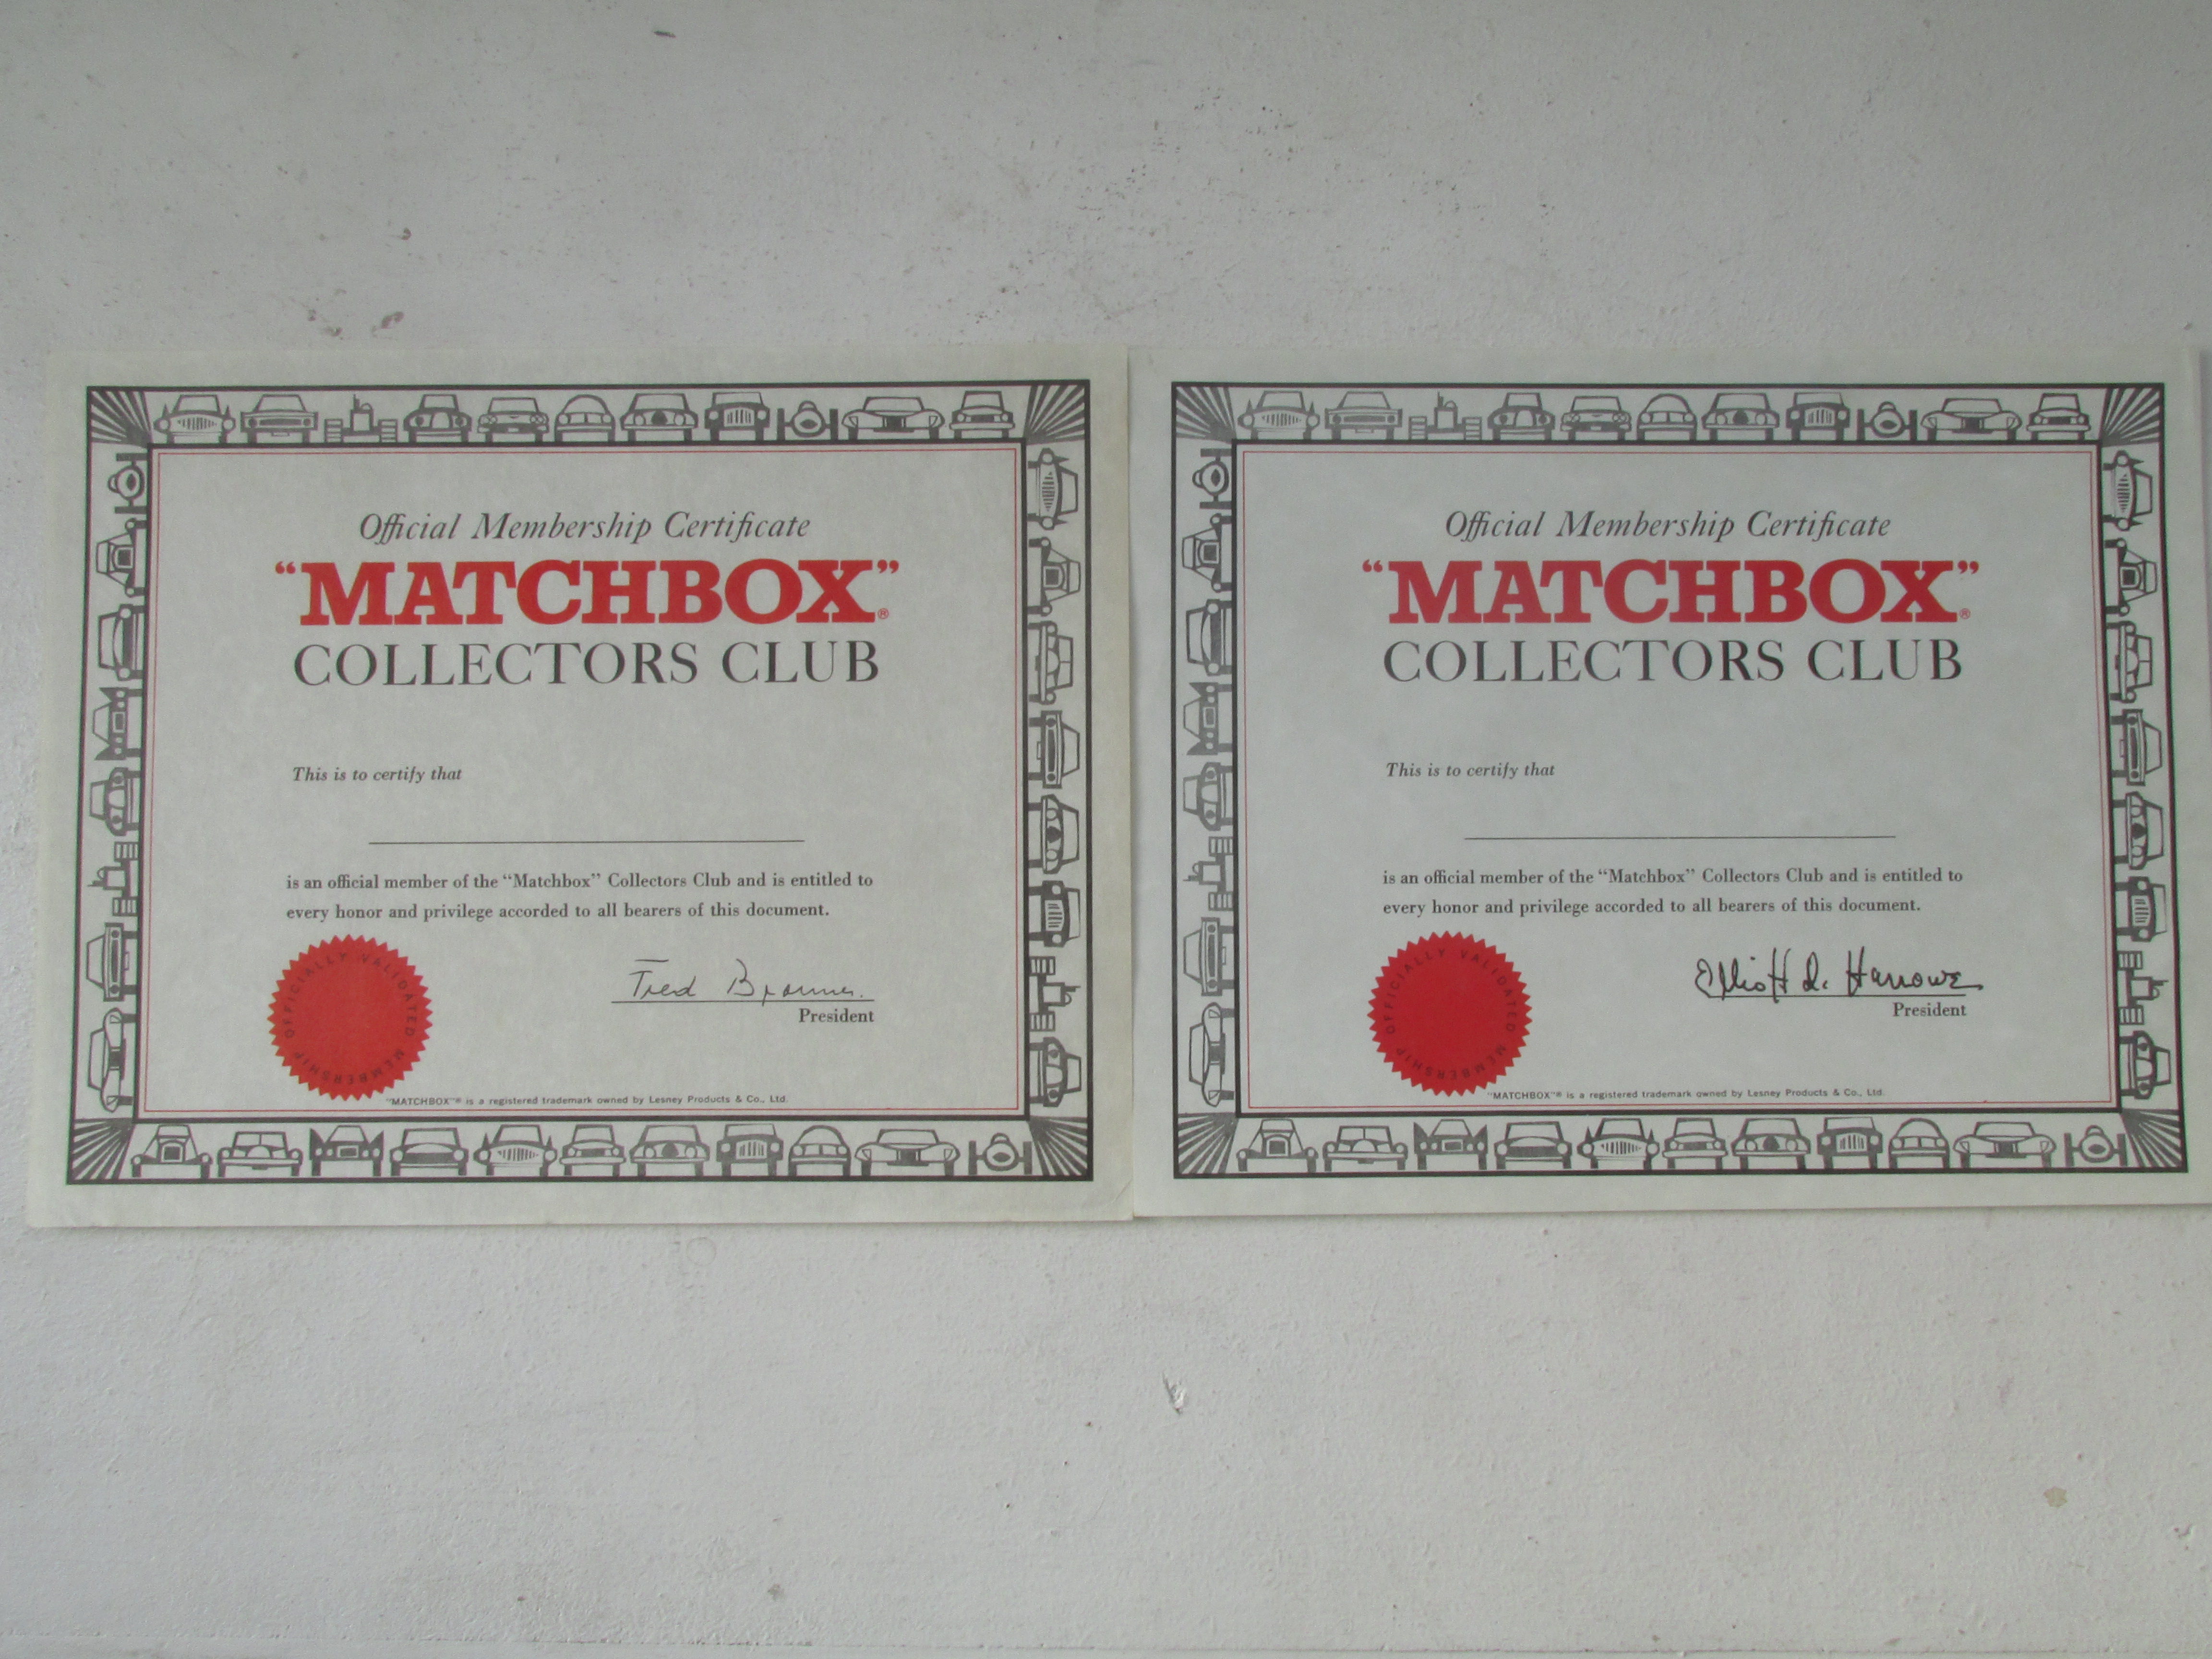 Official Membership Certificate
“MATCHBOX”®
COLLECTORS CLUB
This is to certify that
is an official member of the “Matchbox” Collectors Club and is entitled to
every honor and privilege accorded to all bearers of this document.
OFFICIALLY VALIDATED MEMBERSHIP
Fred Bronner
President
"MATCHBOX"® is a registered trademark owned by Lesney Products & Co., Ltd.
Official Membership Certificate
“MATCHBOX”®
COLLECTORS CLUB
This is to certify that
is an official member of the “Matchbox” Collectors Club and is entitled to
every honor and privilege accorded to all bearers of this document.
OFFICIALLY VALIDATED MEMBERSHIP
President
"MATCHBOX"® is a registered trademark owned by Lesney Products & Co., Ltd.